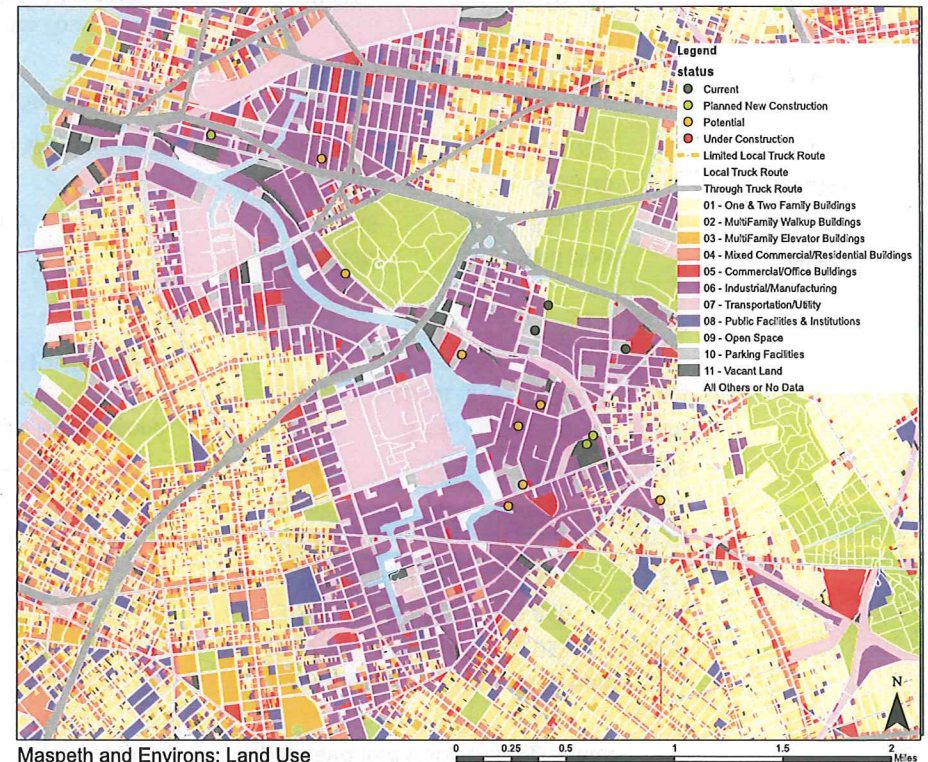 Legend
status
Current
Planned New Construction
Potential
Under Construction
Limited Local Truck Route
Local Truck Route
Through Truck Route
01 - One & Two Family Buildings
02 - MultiFamily Walkup Buildings
03 - MultiFamily Elevator Buildings
04 - Mixed Commercial/Residential Buildings
05 - Commercial/Office Buildings
06 - Industrial/Manufacturing
07 - Transportation/Utility
08 - Public Facilities & Institutions
09 - Open Space
10 - Parking Facilities
11 - Vacant Land
All Others or No Data
N
Maspeth and Environs: Land Use
0 0.25 0.5 1 1.5 2
Miles